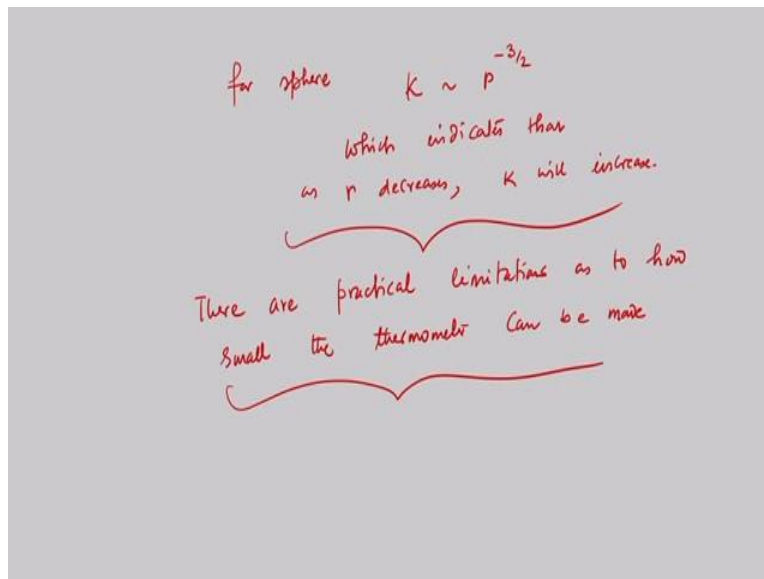 for sphere K ~ r^{-3/2}
which indicates that
as r decreases, K will increase.
There are practical limitations as to how
small the thermometer can be made